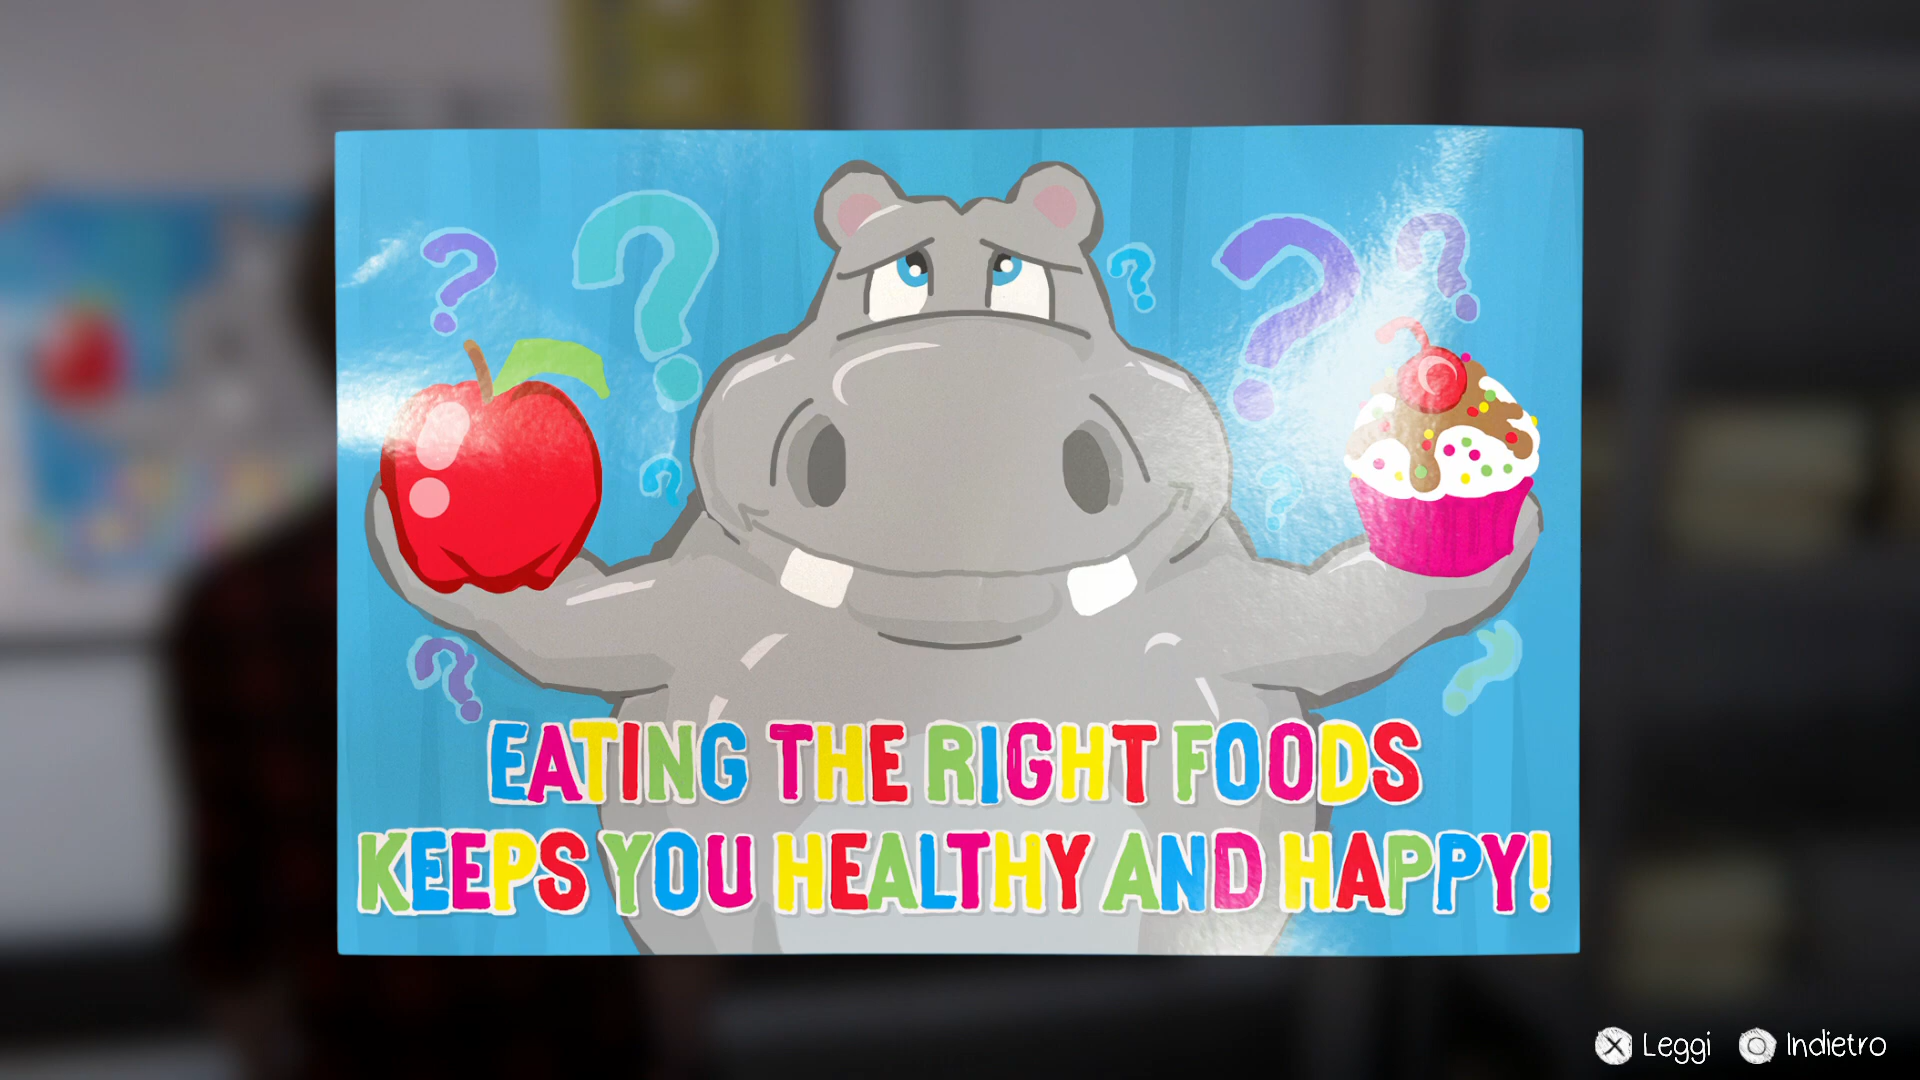 EATING THE RIGHT FOODS
KEEPS YOU HEALTHY AND HAPPY!
Leggi Indietro